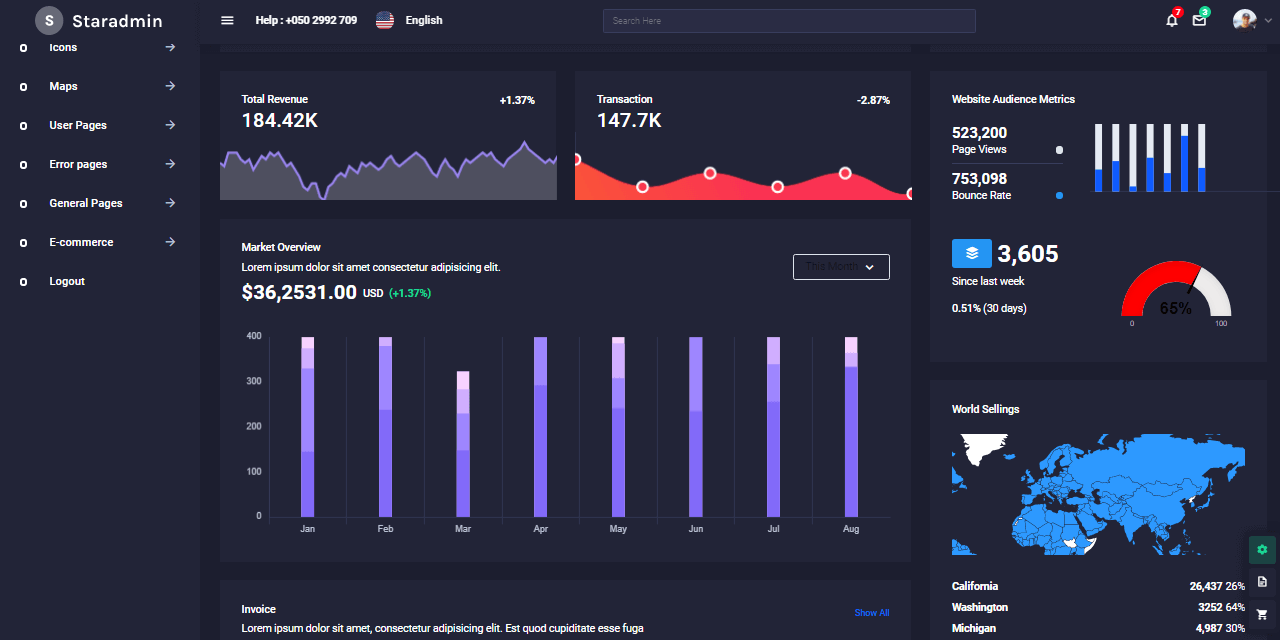 S Staradmin
Help : +050 2992 709
English
Search Here
7
3
Icons
Maps
User Pages
Error pages
General Pages
E-commerce
Logout
Total Revenue
+1.37%
184.42K
Transaction
-2.87%
147.7K
Website Audience Metrics
523,200
Page Views
753,098
Bounce Rate
3,605
Since last week
0.51% (30 days)
65%
0 100
Market Overview
Lorem ipsum dolor sit amet consectetur adipisicing elit.
$36,2531.00 USD (+1.37%)
This Month
400
300
200
100
0
Jan Feb Mar Apr May Jun Jul Aug
World Sellings
California 26,437 26%
Washington 3252 64%
Michigan 4,987 30%
Invoice
Show All
Lorem ipsum dolor sit amet, consectetur adipisicing elit. Est quod cupiditate esse fuga